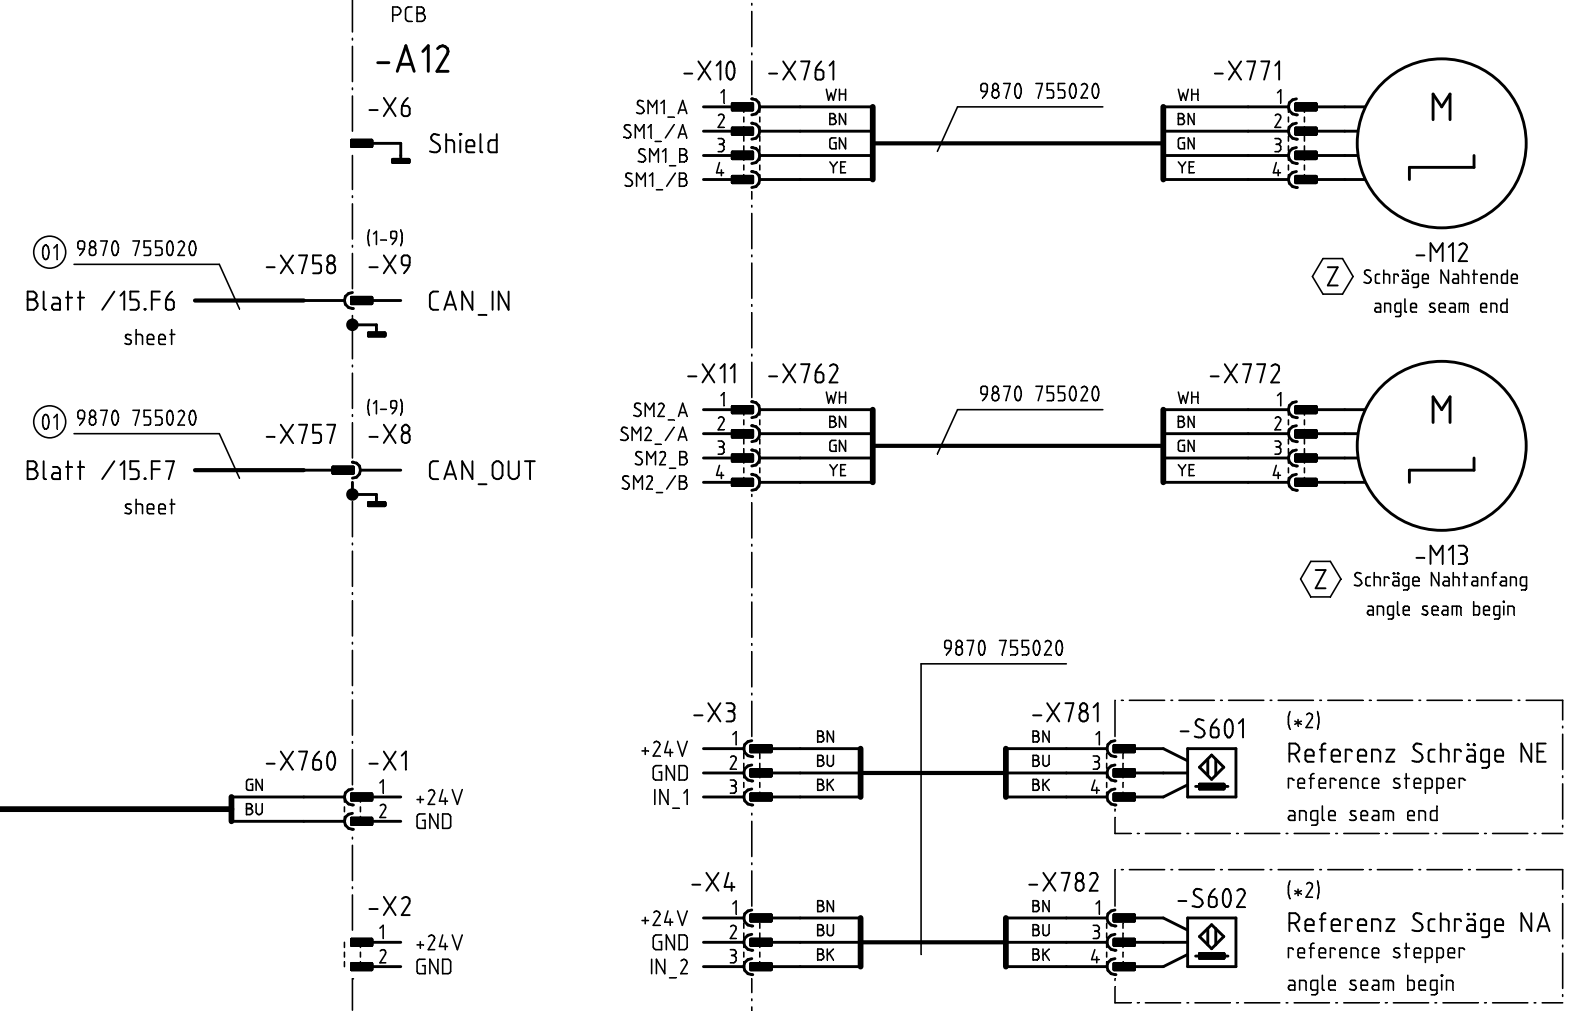 PCB
-A12
-X6
Shield
(1-9)
01 9870 755020
-X758 -X9
Blatt /15.F6
CAN_IN
sheet
(1-9)
01 9870 755020
-X757 -X8
Blatt /15.F7
CAN_OUT
sheet
-X760 -X1
GN 1 +24V
BU 2 GND
-X2
1 +24V
2 GND
-X10 -X761
SM1_A 1 WH
SM1_/A 2 BN
SM1_B 3 GN
SM1_/B 4 YE
9870 755020
-X771
WH 1
BN 2
GN 3
YE 4
M
-M12
Z Schräge Nahtende
angle seam end
-X11 -X762
SM2_A 1 WH
SM2_/A 2 BN
SM2_B 3 GN
SM2_/B 4 YE
9870 755020
-X772
WH 1
BN 2
GN 3
YE 4
M
-M13
Z Schräge Nahtanfang
angle seam begin
9870 755020
-X3
+24V 1 BN
GND 2 BU
IN_1 3 BK
-X781
BN 1
BU 3
BK 4
-S601
(*2)
Referenz Schräge NE
reference stepper
angle seam end
-X4
+24V 1 BN
GND 2 BU
IN_2 3 BK
-X782
BN 1
BU 3
BK 4
-S602
(*2)
Referenz Schräge NA
reference stepper
angle seam begin